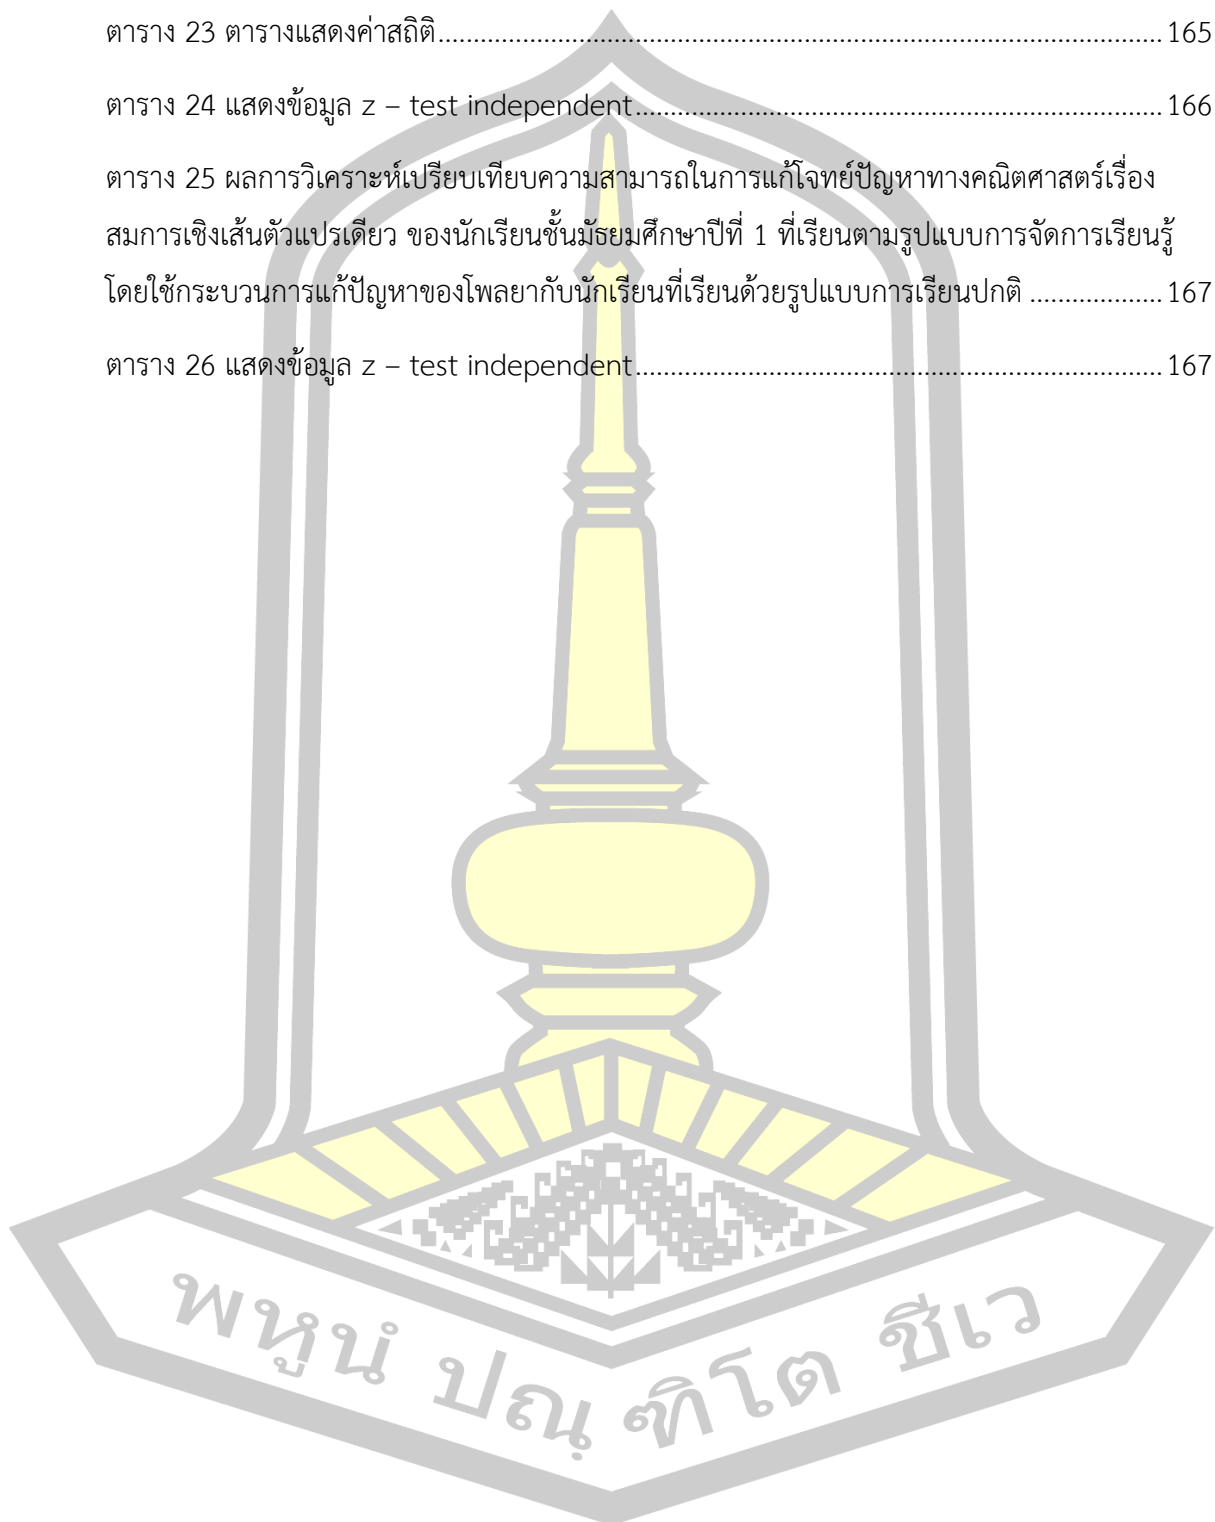 ตาราง 23 ตารางแสดงค่าสถิติ..................................................................................................... 165
ตาราง 24 แสดงข้อมูล z – test independent......................................................................... 166
ตาราง 25 ผลการวิเคราะห์เปรียบเทียบความสามารถในการแก้โจทย์ปัญหาทางคณิตศาสตร์เรื่อง
สมการเชิงเส้นตัวแปรเดียว ของนักเรียนชั้นมัธยมศึกษาปีที่ 1 ที่เรียนตามรูปแบบการจัดการเรียนรู้
โดยใช้กระบวนการแก้ปัญหาของโพลยากับนักเรียนที่เรียนด้วยรูปแบบการเรียนปกติ .................. 167
ตาราง 26 แสดงข้อมูล z – test independent......................................................................... 167
พหูนํ ปณฺ ฑิโต ชีเว